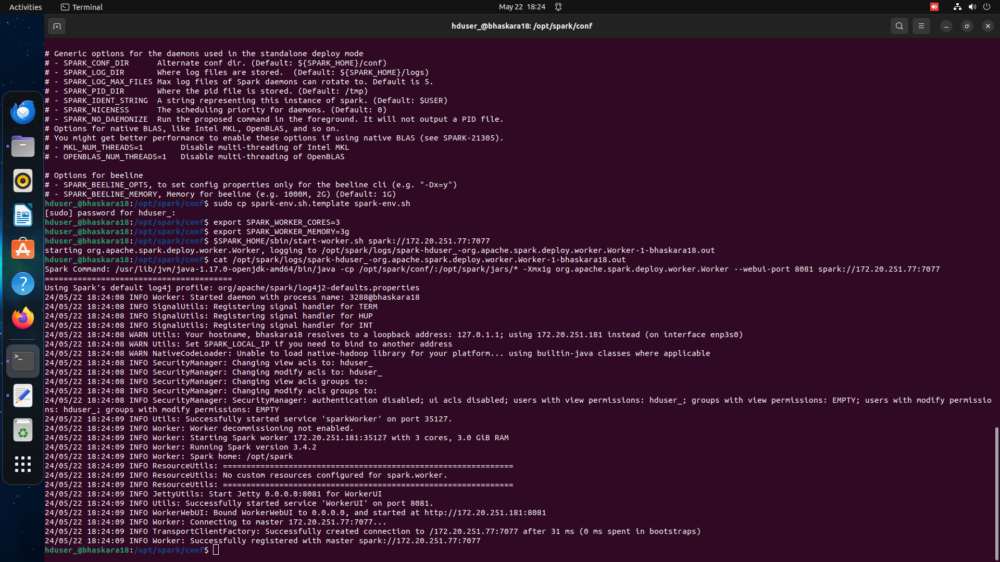 Activities
Terminal
May 22 18:24
hduser_@bhaskara18: /opt/spark/conf
# Generic options for the daemons used in the standalone deploy mode
# - SPARK_CONF_DIR      Alternate conf dir. (Default: ${SPARK_HOME}/conf)
# - SPARK_LOG_DIR       Where log files are stored.  (Default: ${SPARK_HOME}/logs)
# - SPARK_LOG_MAX_FILES Max log files of Spark daemons can rotate to. Default is 5.
# - SPARK_PID_DIR       Where the pid file is stored. (Default: /tmp)
# - SPARK_IDENT_STRING  A string representing this instance of spark. (Default: $USER)
# - SPARK_NICENESS      The scheduling priority for daemons. (Default: 0)
# - SPARK_NO_DAEMONIZE  Run the proposed command in the foreground. It will not output a PID file.
# Options for native BLAS, like Intel MKL, OpenBLAS, and so on.
# You might get better performance to enable these options if using native BLAS (see SPARK-21305).
# - MKL_NUM_THREADS=1        Disable multi-threading of Intel MKL
# - OPENBLAS_NUM_THREADS=1   Disable multi-threading of OpenBLAS
# Options for beeline
# - SPARK_BEELINE_OPTS, to set config properties only for the beeline cli (e.g. "-Dx=y")
# - SPARK_BEELINE_MEMORY, Memory for beeline (e.g. 1000M, 2G) (Default: 1G)
hduser_@bhaskara18:/opt/spark/conf$ sudo cp spark-env.sh.template spark-env.sh
[sudo] password for hduser_:
hduser_@bhaskara18:/opt/spark/conf$ export SPARK_WORKER_CORES=3
hduser_@bhaskara18:/opt/spark/conf$ export SPARK_WORKER_MEMORY=3g
hduser_@bhaskara18:/opt/spark/conf$ $SPARK_HOME/sbin/start-worker.sh spark://172.20.251.77:7077
starting org.apache.spark.deploy.worker.Worker, logging to /opt/spark/logs/spark-hduser_-org.apache.spark.deploy.worker.Worker-1-bhaskara18.out
hduser_@bhaskara18:/opt/spark/conf$ cat /opt/spark/logs/spark-hduser_-org.apache.spark.deploy.worker.Worker-1-bhaskara18.out
Spark Command: /usr/lib/jvm/java-1.17.0-openjdk-amd64/bin/java -cp /opt/spark/conf/:/opt/spark/jars/* -Xmx1g org.apache.spark.deploy.worker.Worker --webui-port 8081 spark://172.20.251.77:7077
========================================
Using Spark's default log4j profile: org/apache/spark/log4j2-defaults.properties
24/05/22 18:24:08 INFO Worker: Started daemon with process name: 3288@bhaskara18
24/05/22 18:24:08 INFO SignalUtils: Registering signal handler for TERM
24/05/22 18:24:08 INFO SignalUtils: Registering signal handler for HUP
24/05/22 18:24:08 INFO SignalUtils: Registering signal handler for INT
24/05/22 18:24:08 WARN Utils: Your hostname, bhaskara18 resolves to a loopback address: 127.0.1.1; using 172.20.251.181 instead (on interface enp3s0)
24/05/22 18:24:08 WARN Utils: Set SPARK_LOCAL_IP if you need to bind to another address
24/05/22 18:24:08 WARN NativeCodeLoader: Unable to load native-hadoop library for your platform... using builtin-java classes where applicable
24/05/22 18:24:08 INFO SecurityManager: Changing view acls to: hduser_
24/05/22 18:24:08 INFO SecurityManager: Changing modify acls to: hduser_
24/05/22 18:24:08 INFO SecurityManager: Changing view acls groups to:
24/05/22 18:24:08 INFO SecurityManager: Changing modify acls groups to:
24/05/22 18:24:08 INFO SecurityManager: SecurityManager: authentication disabled; ui acls disabled; users with view permissions: hduser_; groups with view permissions: EMPTY; users with modify permissio
ns: hduser_; groups with modify permissions: EMPTY
24/05/22 18:24:09 INFO Utils: Successfully started service 'sparkWorker' on port 35127.
24/05/22 18:24:09 INFO Worker: Worker decommissioning not enabled.
24/05/22 18:24:09 INFO Worker: Starting Spark worker 172.20.251.181:35127 with 3 cores, 3.0 GiB RAM
24/05/22 18:24:09 INFO Worker: Running Spark version 3.4.2
24/05/22 18:24:09 INFO Worker: Spark home: /opt/spark
24/05/22 18:24:09 INFO ResourceUtils: ==============================================================
24/05/22 18:24:09 INFO ResourceUtils: No custom resources configured for spark.worker.
24/05/22 18:24:09 INFO ResourceUtils: ==============================================================
24/05/22 18:24:09 INFO JettyUtils: Start Jetty 0.0.0.0:8081 for WorkerUI
24/05/22 18:24:09 INFO Utils: Successfully started service 'WorkerUI' on port 8081.
24/05/22 18:24:09 INFO WorkerWebUI: Bound WorkerWebUI to 0.0.0.0, and started at http://172.20.251.181:8081
24/05/22 18:24:09 INFO Worker: Connecting to master 172.20.251.77:7077...
24/05/22 18:24:09 INFO TransportClientFactory: Successfully created connection to /172.20.251.77:7077 after 31 ms (0 ms spent in bootstraps)
24/05/22 18:24:09 INFO Worker: Successfully registered with master spark://172.20.251.77:7077
hduser_@bhaskara18:/opt/spark/conf$